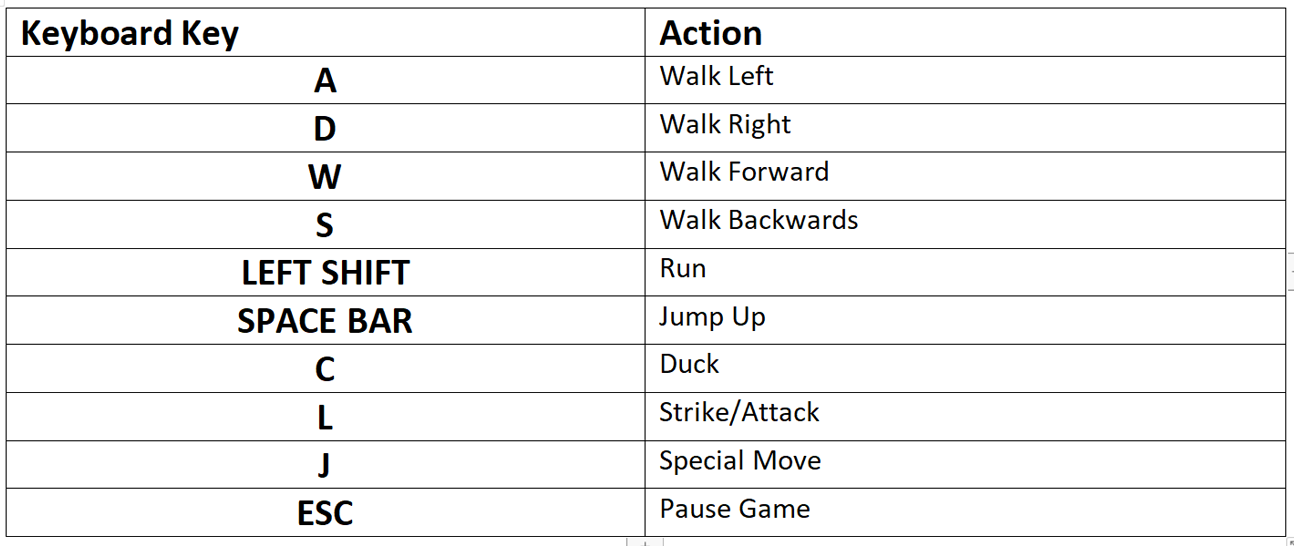 Keyboard Key Action
A Walk Left
D Walk Right
W Walk Forward
S Walk Backwards
LEFT SHIFT Run
SPACE BAR Jump Up
C Duck
L Strike/Attack
J Special Move
ESC Pause Game